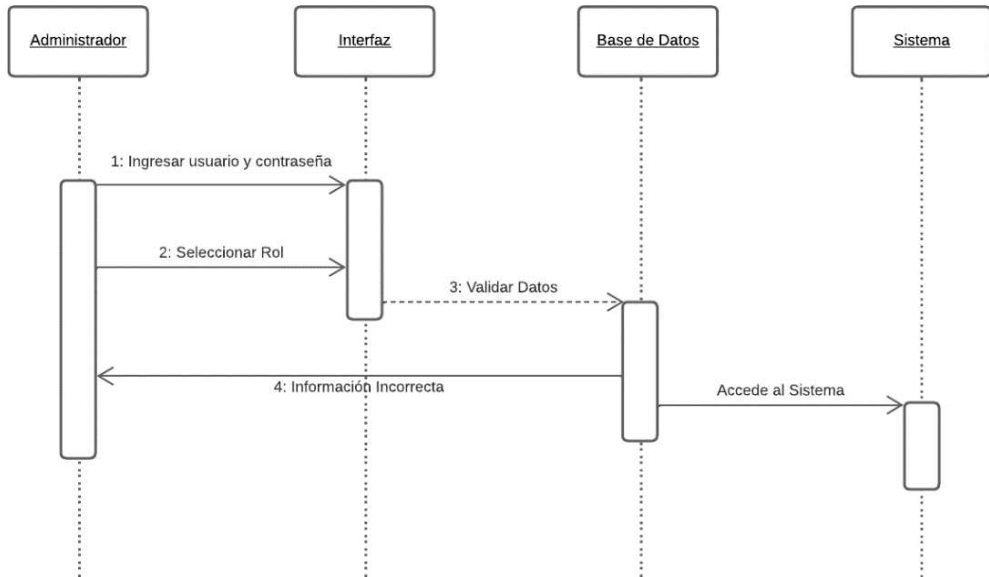 Administrador
Interfaz
Base de Datos
Sistema
1: Ingresar usuario y contraseña
2: Seleccionar Rol
3: Validar Datos
4: Información Incorrecta
Accede al Sistema